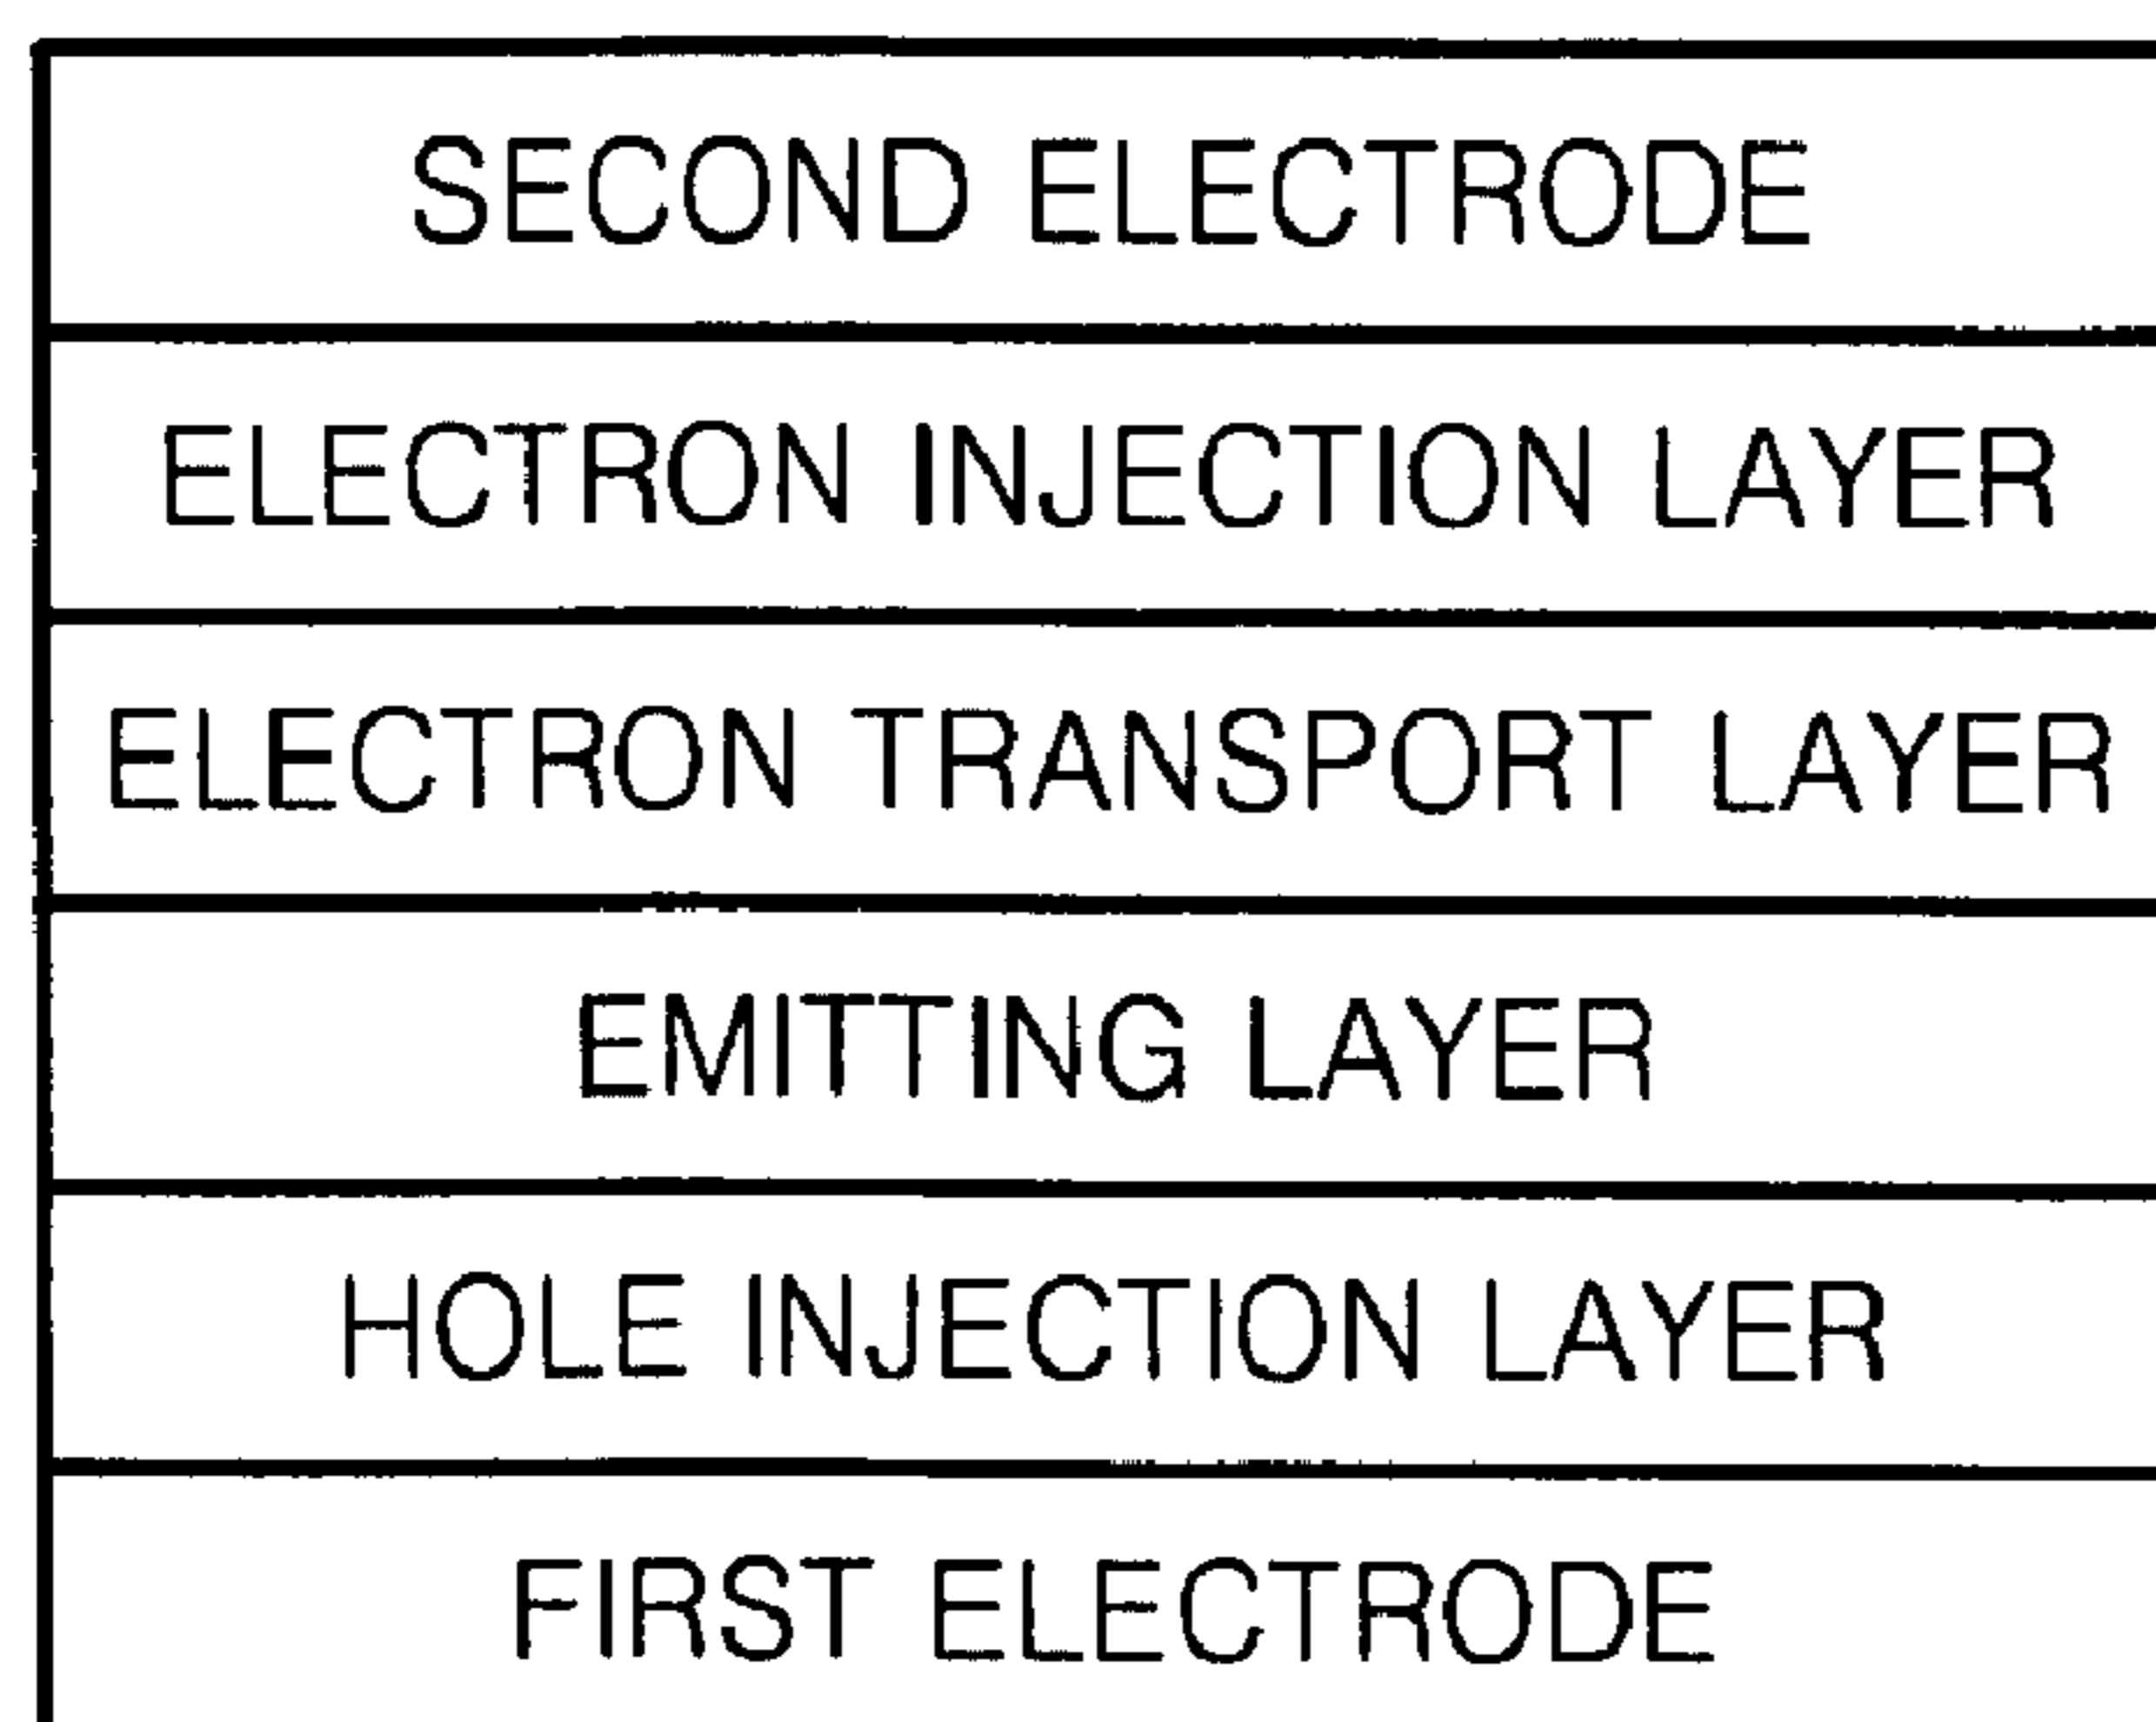 SECOND ELECTRODE
ELECTRON INJECTION LAYER
ELECTRON TRANSPORT LAYER
EMITTING LAYER
HOLE INJECTION LAYER
FIRST ELECTRODE